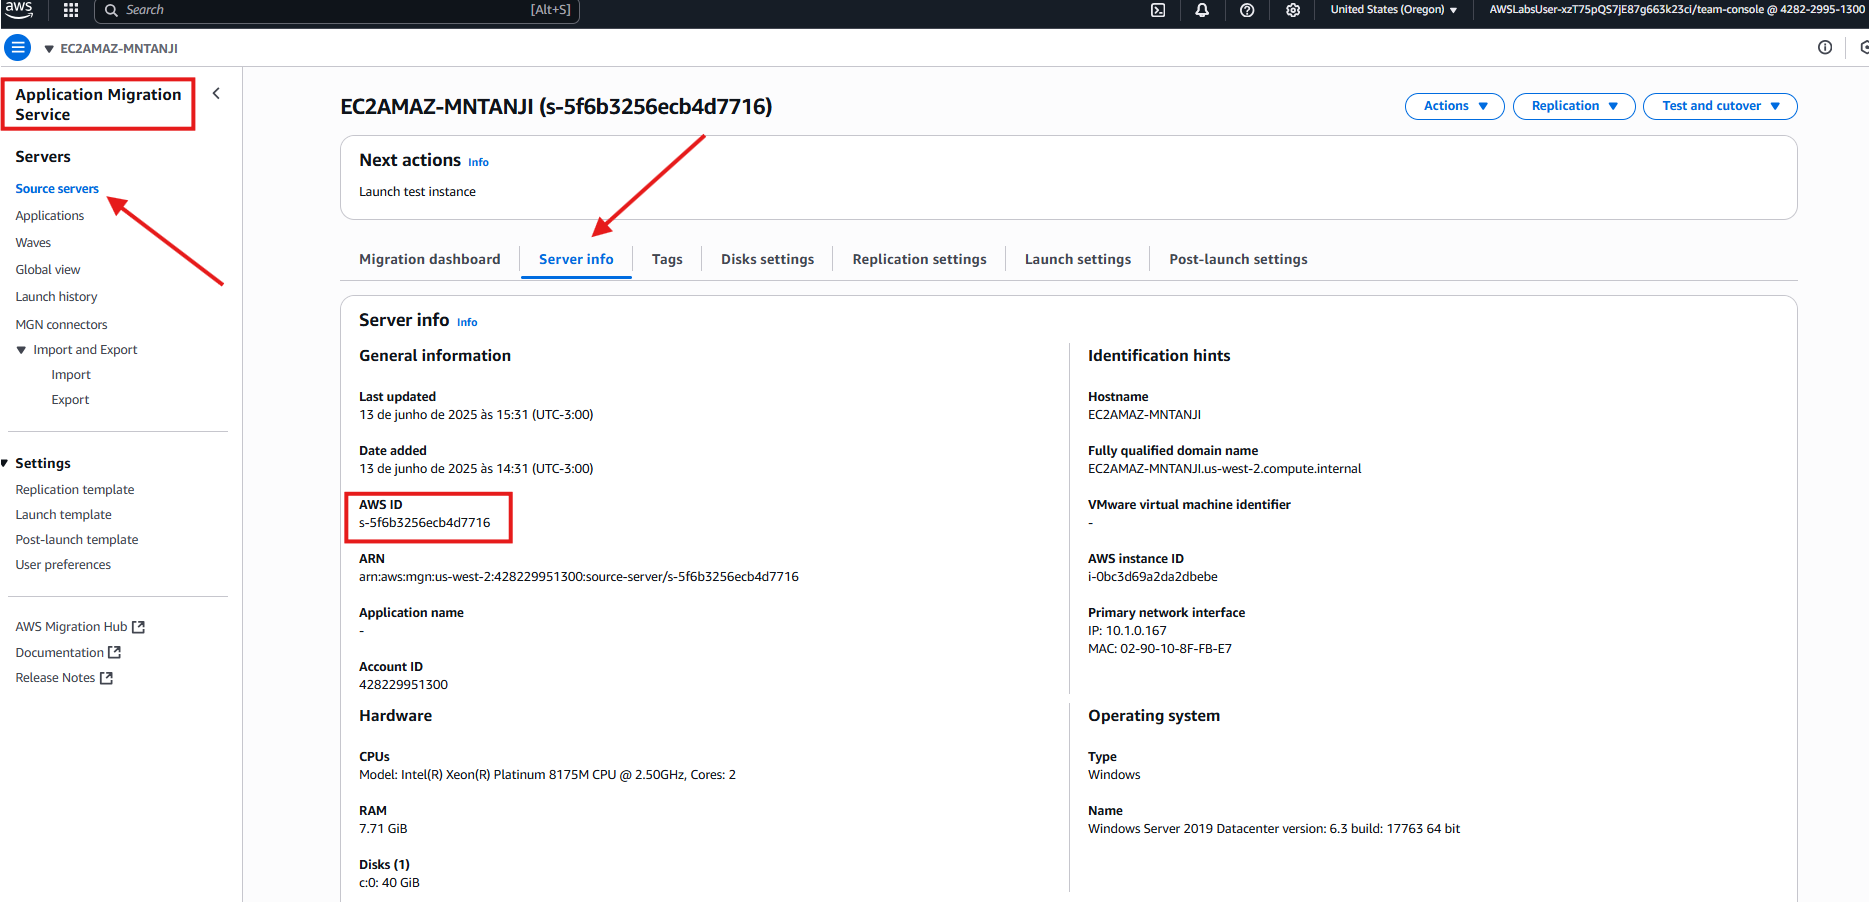 aws
Search
[Alt+S]
United States (Oregon)
AWSLabsUser-xzT75pQS7jE87g663k23ci/team-console @ 4282-2995-1300
EC2AMAZ-MNTANJI
Application Migration
Service
Servers
Source servers
Applications
Waves
Global view
Launch history
MGN connectors
Import and Export
Import
Export
Settings
Replication template
Launch template
Post-launch template
User preferences
AWS Migration Hub
Documentation
Release Notes
EC2AMAZ-MNTANJI (s-5f6b3256ecb4d7716)
Actions
Replication
Test and cutover
Next actions Info
Launch test instance
Migration dashboard
Server info
Tags
Disks settings
Replication settings
Launch settings
Post-launch settings
Server info Info
General information
Last updated
13 de junho de 2025 às 15:31 (UTC-3:00)
Date added
13 de junho de 2025 às 14:31 (UTC-3:00)
AWS ID
s-5f6b3256ecb4d7716
ARN
arn:aws:mgn:us-west-2:428229951300:source-server/s-5f6b3256ecb4d7716
Application name
-
Account ID
428229951300
Identification hints
Hostname
EC2AMAZ-MNTANJI
Fully qualified domain name
EC2AMAZ-MNTANJI.us-west-2.compute.internal
VMware virtual machine identifier
-
AWS instance ID
i-0bc3d69a2da2dbebe
Primary network interface
IP: 10.1.0.167
MAC: 02-90-10-8F-FB-E7
Hardware
CPUs
Model: Intel(R) Xeon(R) Platinum 8175M CPU @ 2.50GHz, Cores: 2
RAM
7.71 GiB
Disks (1)
c:0: 40 GiB
Operating system
Type
Windows
Name
Windows Server 2019 Datacenter version: 6.3 build: 17763 64 bit